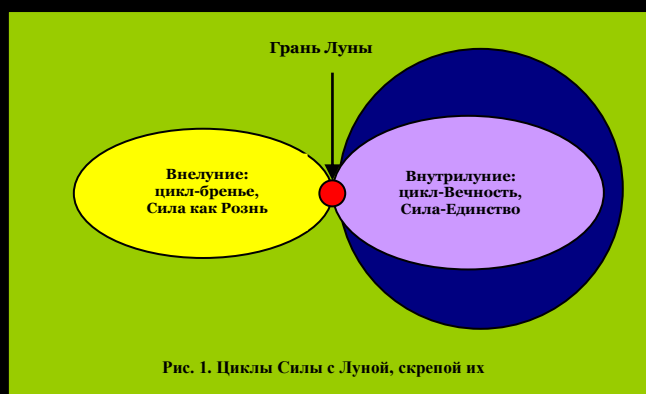 Грань Луны
Внелуние:
цикл-бренье,
Сила как Рознь
Внутрилуние:
цикл-Вечность,
Сила-Единство
Рис. 1. Циклы Силы с Луной, скрепой их